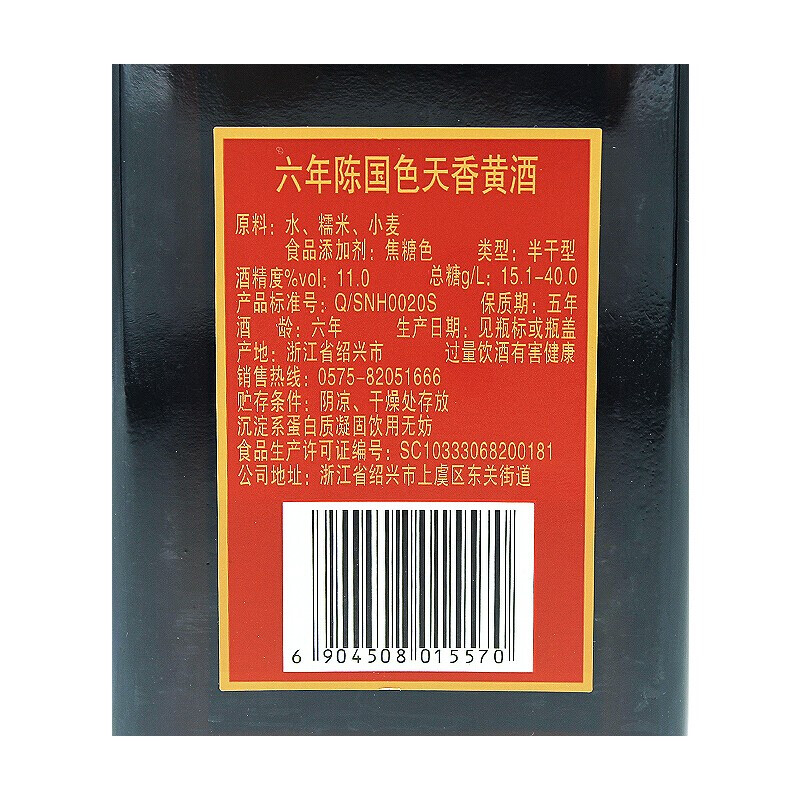 六年陈国色天香黄酒
原料：水、糯米、小麦
食品添加剂：焦糖色 类型：半干型
酒精度%vol：11.0 总糖g/L：15.1-40.0
产品标准号：Q/SNH0020S 保质期：五年
酒 龄：六年 生产日期：见瓶标或瓶盖
产地：浙江省绍兴市 过量饮酒有害健康
销售热线：0575-82051666
贮存条件：阴凉、干燥处存放
沉淀系蛋白质凝固饮用无妨
食品生产许可证编号：SC10333068200181
公司地址：浙江省绍兴市上虞区东关街道
6 904508 015570